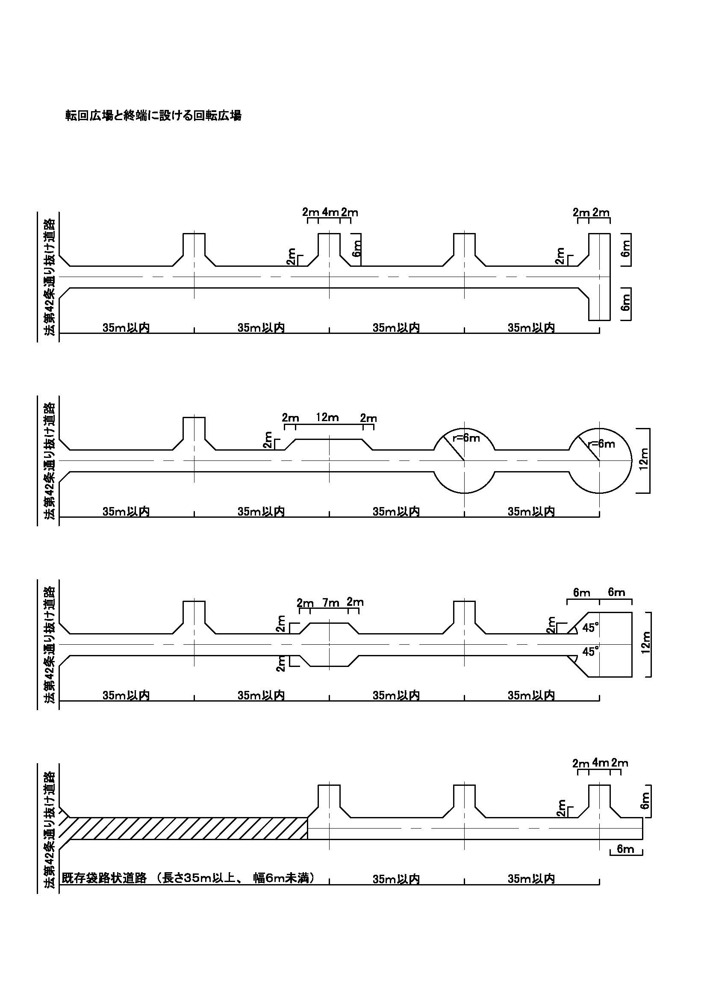 転回広場と終端に設ける回転広場
2m 4m 2m
2m 2m
法第42条通り抜け道路
2m
6m
2m
6m
6m
35m以内 35m以内 35m以内 35m以内
法第42条通り抜け道路
2m 12m 2m
2m
r=6m
r=6m
12m
35m以内 35m以内 35m以内 35m以内
法第42条通り抜け道路
2m 7m 2m
6m 6m
2m
2m
2m
45°
45°
12m
35m以内 35m以内 35m以内 35m以内
法第42条通り抜け道路
2m 4m 2m
2m
6m
6m
既存袋路状道路 (長さ35m以上、 幅6m未満) 35m以内 35m以内